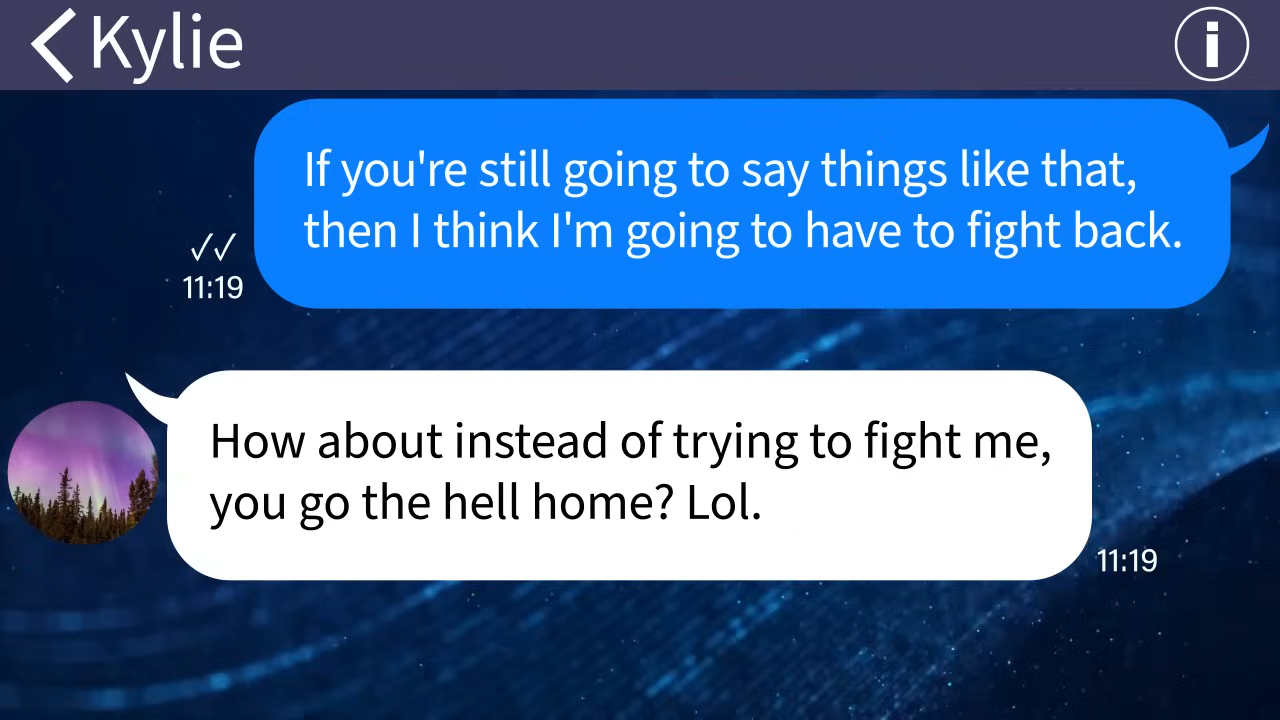 Kylie
If you're still going to say things like that,
then I think I'm going to have to fight back.
✓✓
11:19
How about instead of trying to fight me,
you go the hell home? Lol.
11:19